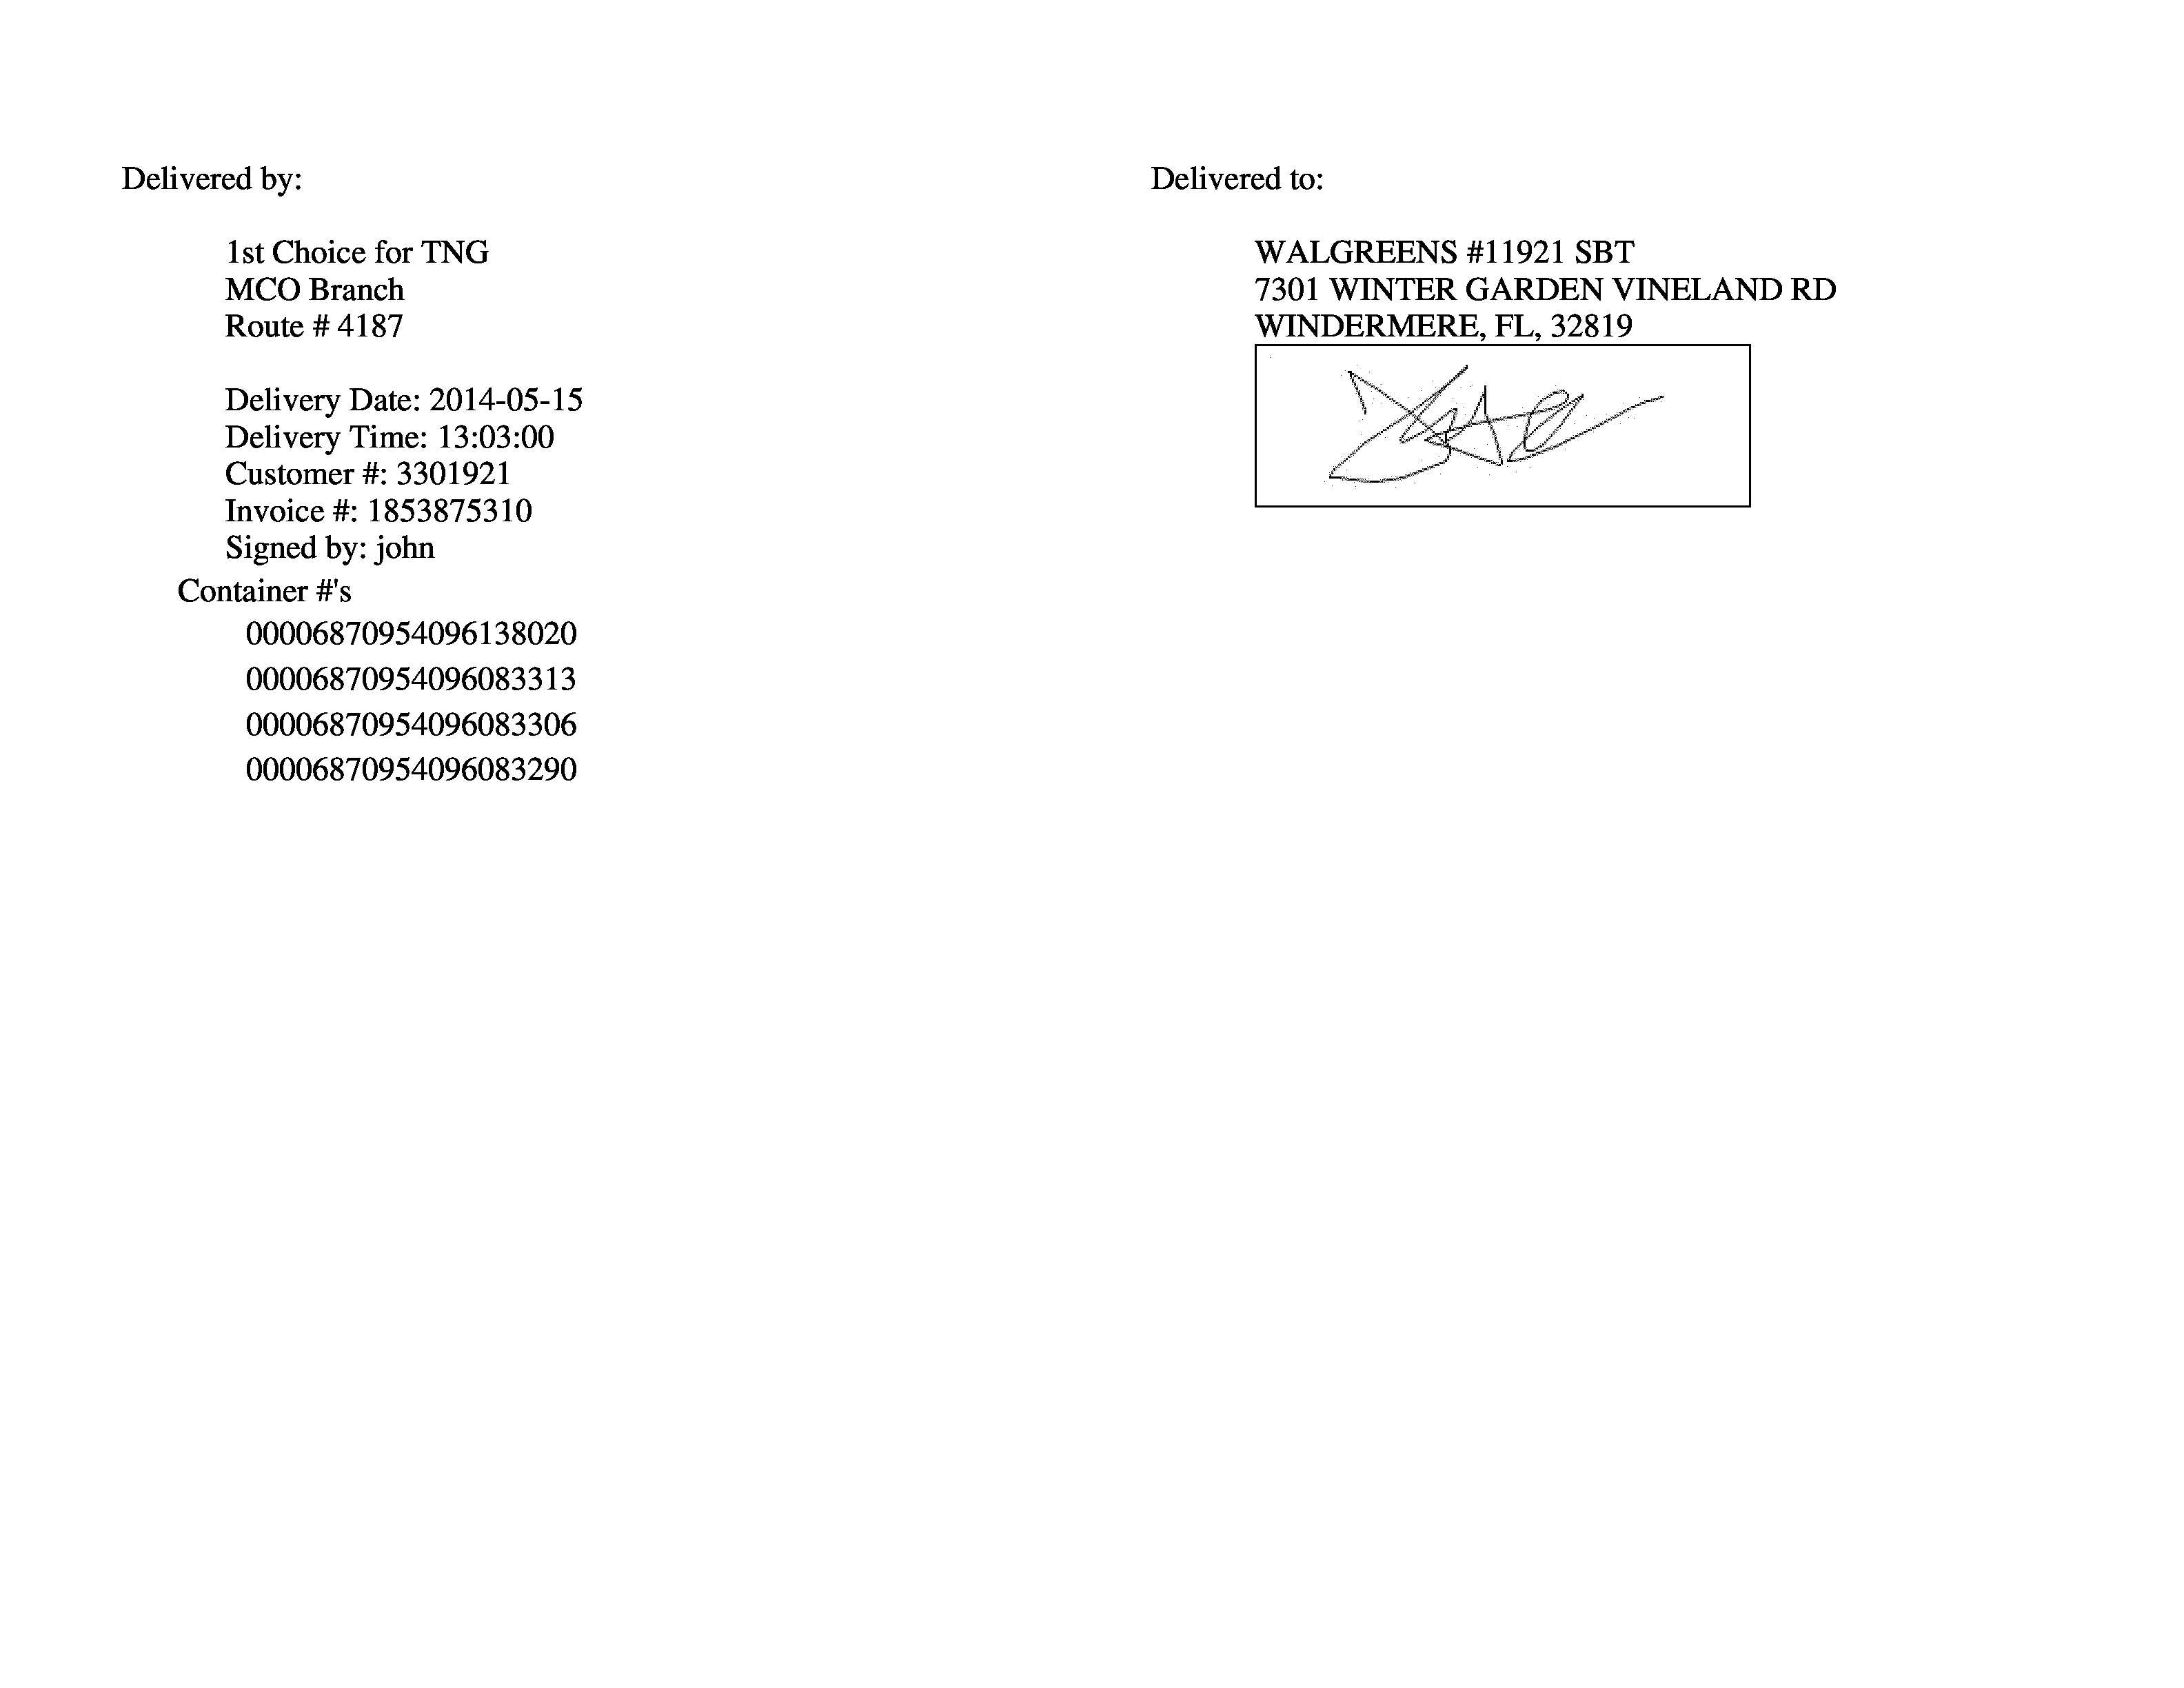 Delivered by:
1st Choice for TNG
MCO Branch
Route # 4187
Delivery Date: 2014-05-15
Delivery Time: 13:03:00
Customer #: 3301921
Invoice #: 1853875310
Signed by: john
Container #'s
00006870954096138020
00006870954096083313
00006870954096083306
00006870954096083290
Delivered to:
WALGREENS #11921 SBT
7301 WINTER GARDEN VINELAND RD
WINDERMERE, FL, 32819